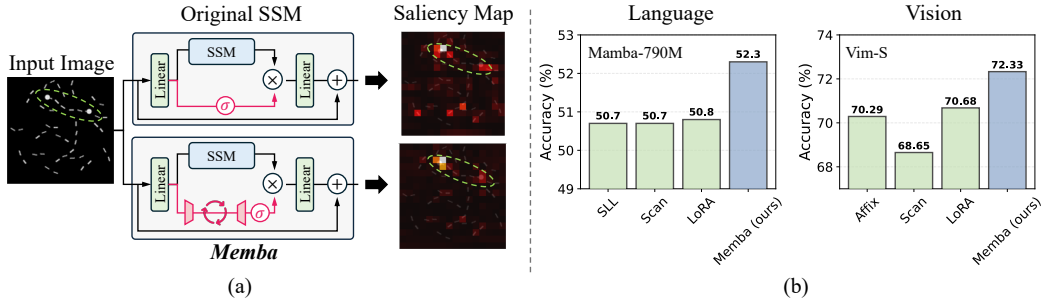 Original SSM
Saliency Map
Input Image
Linear
SSM
×
Linear
+
σ
Linear
SSM
×
Linear
+
σ
Memba
(a)
Language
Mamba-790M
Accuracy (%)
53
52
51
50
49
50.7
50.7
50.8
52.3
SLL
Scan
LoRA
Memba (ours)
Vision
Vim-S
Accuracy (%)
74
72
70
68
70.29
68.65
70.68
72.33
Affix
Scan
LoRA
Memba (ours)
(b)